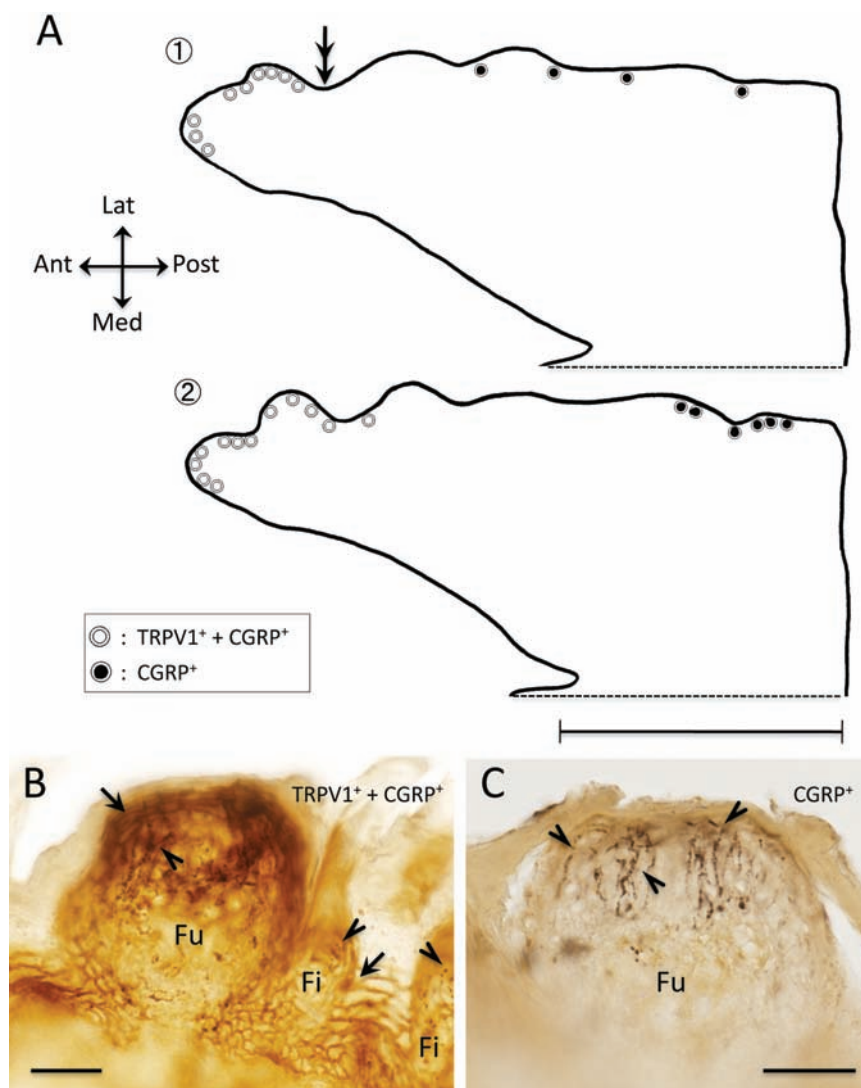 A
①
Lat
Ant Post
Med
②
◎ : TRPV1⁺ + CGRP⁺
◉ : CGRP⁺
B
TRPV1⁺ + CGRP⁺
Fu
Fi
Fi
C
CGRP⁺
Fu